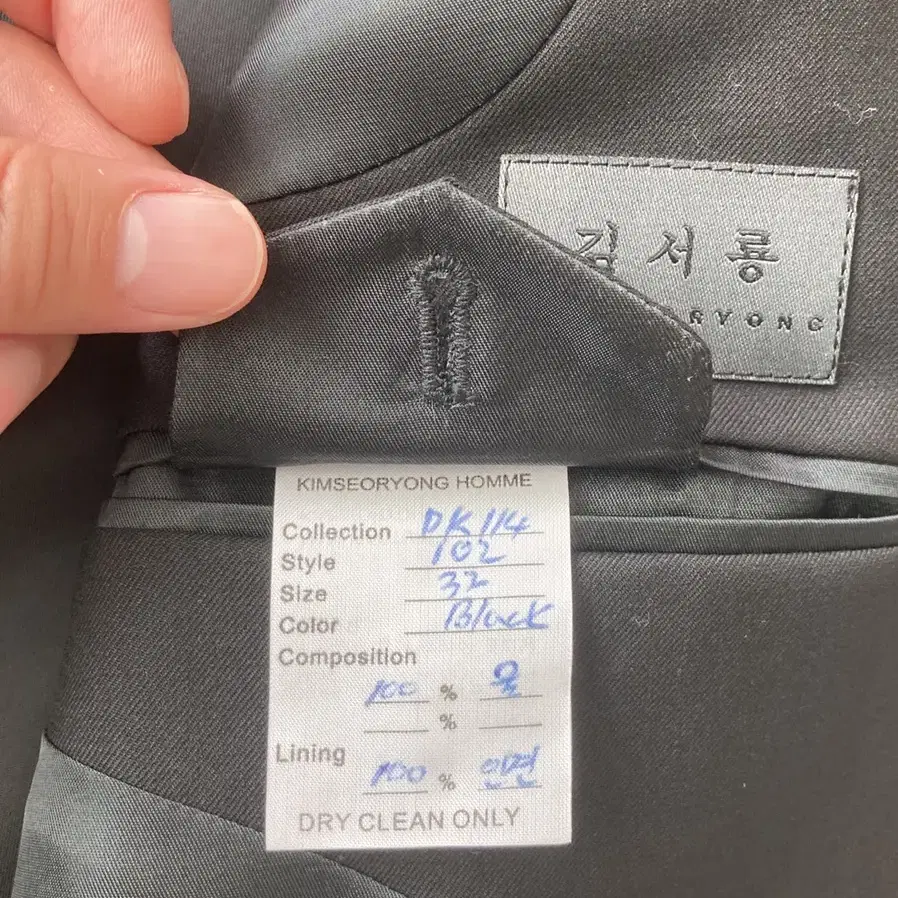 김서룡
RYONG
KIMSEORYONG HOMME
Collection DK114
Style 102
Size 32
Color Black
Composition
100 % 울
%
Lining
100 % 인견
DRY CLEAN ONLY